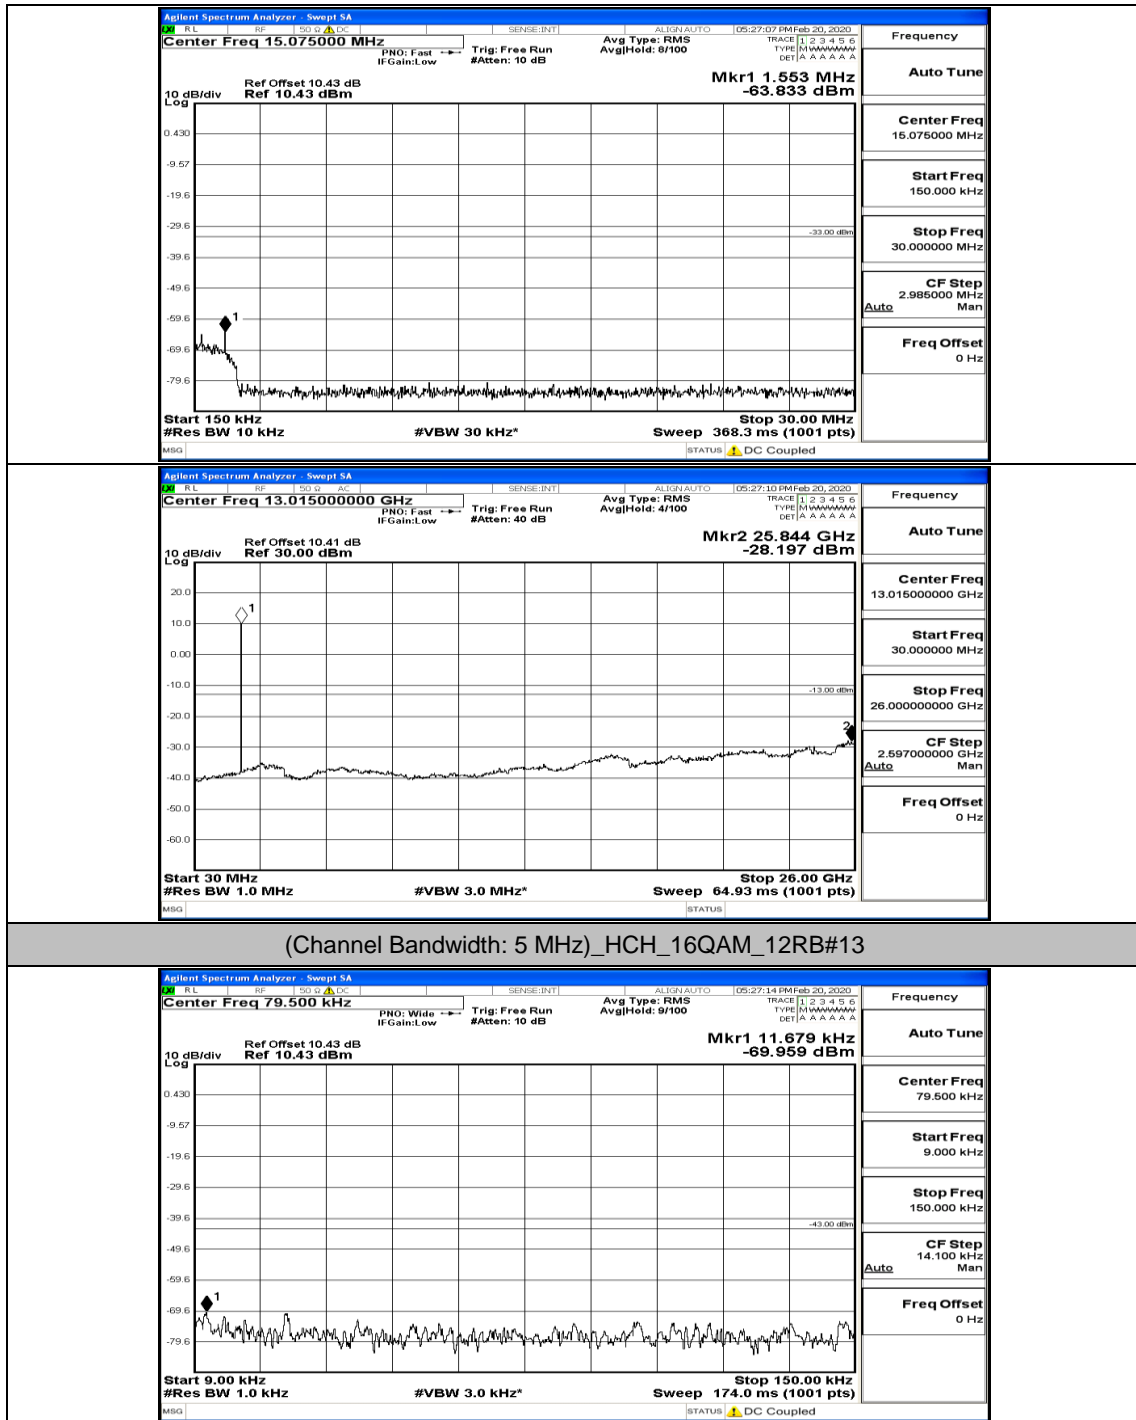 Agilent Spectrum Analyzer - Swept SA
LXI RL RF 50 Ω DC SENSE:INT ALIGN AUTO 05:27:07 PM Feb 20, 2020
Center Freq 15.075000 MHz
PNO: Fast
IFGain:Low
Trig: Free Run
#Atten: 10 dB
Avg Type: RMS
Avg|Hold: 8/100
TRACE 1 2 3 4 5 6
TYPE M WWWWW
DET A A A A A A
Ref Offset 10.43 dB
Ref 10.43 dBm
10 dB/div
Log
Mkr1 1.553 MHz
-63.833 dBm
0.430
-9.57
-19.6
-29.6
-39.6
-49.6
-59.6
-69.6
-79.6
-33.00 dBm
1
Start 150 kHz
#Res BW 10 kHz
#VBW 30 kHz*
Stop 30.00 MHz
Sweep 368.3 ms (1001 pts)
MSG
STATUS DC Coupled
Frequency
Auto Tune
Center Freq
15.075000 MHz
Start Freq
150.000 kHz
Stop Freq
30.000000 MHz
CF Step
2.985000 MHz
Auto Man
Freq Offset
0 Hz
Agilent Spectrum Analyzer - Swept SA
LXI RL RF 50 Ω AC SENSE:INT ALIGN AUTO 05:27:10 PM Feb 20, 2020
Center Freq 13.015000000 GHz
PNO: Fast
IFGain:Low
Trig: Free Run
#Atten: 40 dB
Avg Type: RMS
Avg|Hold: 4/100
TRACE 1 2 3 4 5 6
TYPE M WWWWW
DET A A A A A A
Ref Offset 10.41 dB
Ref 30.00 dBm
10 dB/div
Log
Mkr2 25.844 GHz
-28.197 dBm
20.0
10.0
0.00
-10.0
-20.0
-30.0
-40.0
-50.0
-60.0
-13.00 dBm
1
2
Start 30 MHz
#Res BW 1.0 MHz
#VBW 3.0 MHz*
Stop 26.00 GHz
Sweep 64.93 ms (1001 pts)
MSG
STATUS
Frequency
Auto Tune
Center Freq
13.015000000 GHz
Start Freq
30.000000 MHz
Stop Freq
26.000000000 GHz
CF Step
2.597000000 GHz
Auto Man
Freq Offset
0 Hz
(Channel Bandwidth: 5 MHz)_HCH_16QAM_12RB#13
Agilent Spectrum Analyzer - Swept SA
LXI RL RF 50 Ω DC SENSE:INT ALIGN AUTO 05:27:14 PM Feb 20, 2020
Center Freq 79.500 kHz
PNO: Wide
IFGain:Low
Trig: Free Run
#Atten: 10 dB
Avg Type: RMS
Avg|Hold: 9/100
TRACE 1 2 3 4 5 6
TYPE M WWWWW
DET A A A A A A
Ref Offset 10.43 dB
Ref 10.43 dBm
10 dB/div
Log
Mkr1 11.679 kHz
-69.959 dBm
0.430
-9.57
-19.6
-29.6
-39.6
-49.6
-59.6
-69.6
-79.6
-43.00 dBm
1
Start 9.00 kHz
#Res BW 1.0 kHz
#VBW 3.0 kHz*
Stop 150.00 kHz
Sweep 174.0 ms (1001 pts)
MSG
STATUS DC Coupled
Frequency
Auto Tune
Center Freq
79.500 kHz
Start Freq
9.000 kHz
Stop Freq
150.000 kHz
CF Step
14.100 kHz
Auto Man
Freq Offset
0 Hz